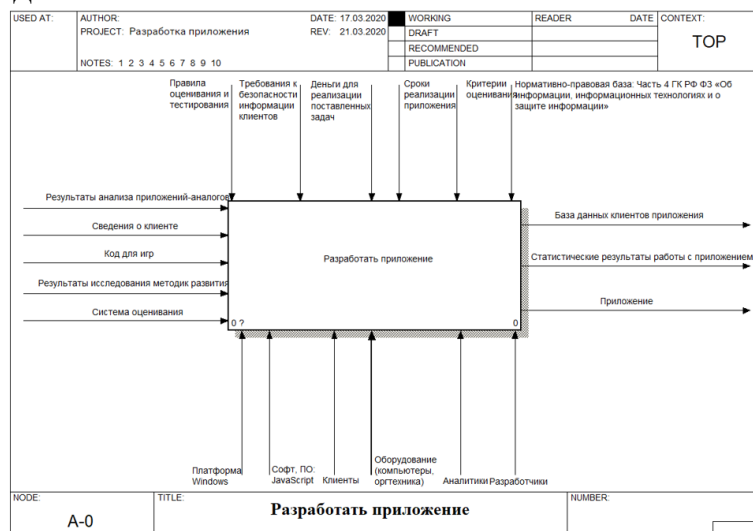 USED AT:
AUTHOR:
DATE: 17.03.2020
WORKING
READER
DATE
CONTEXT:
PROJECT: Разработка приложения
REV: 21.03.2020
DRAFT
TOP
RECOMMENDED
NOTES: 1 2 3 4 5 6 7 8 9 10
PUBLICATION
Правила
оценивания и
тестирования
Требования к
безопасности
информации
клиентов
Деньги для
реализации
поставленных
задач
Сроки
реализации
приложения
Критерии
оценивания
Нормативно-правовая база: Часть 4 ГК РФ ФЗ «Об
информации, информационных технологиях и о
защите информации»
Результаты анализа приложений-аналогов
Сведения о клиенте
Код для игр
Результаты исследования методик развития
Система оценивания
Разработать приложение
0 ?
0
База данных клиентов приложения
Статистические результаты работы с приложением
Приложение
Платформа
Windows
Софт, ПО:
JavaScript
Клиенты
Оборудование
(компьютеры,
оргтехника)
Аналитики
Разработчики
NODE:
TITLE:
NUMBER:
A-0
Разработать приложение